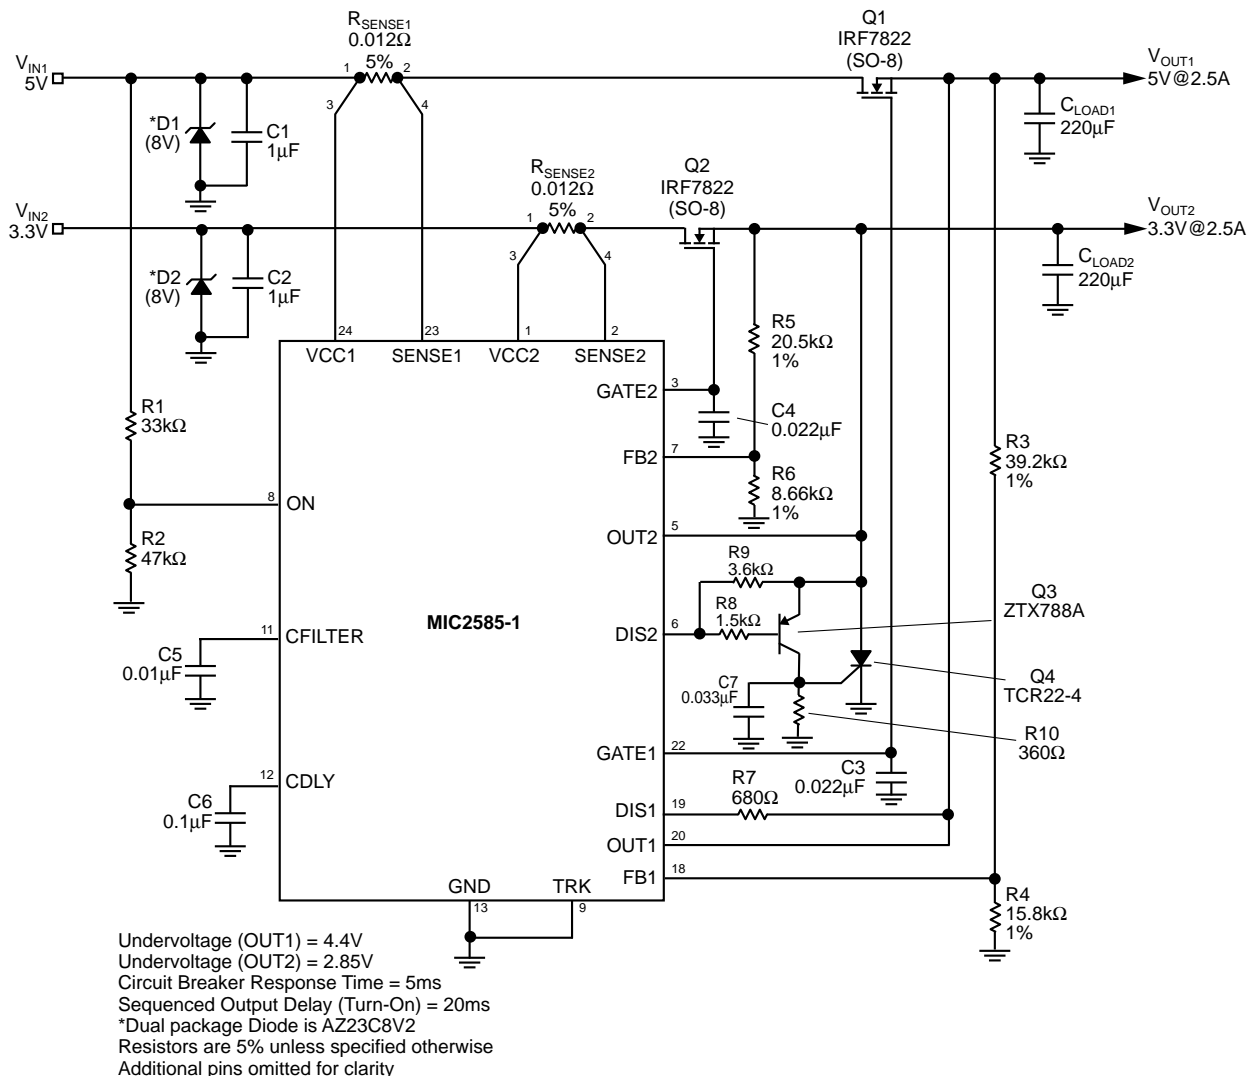 RSENSE1
0.012Ω
5%
Q1
IRF7822
(SO-8)
VIN1
5V
1
2
3
4
VOUT1
5V@2.5A
*D1
(8V)
C1
1µF
CLOAD1
220µF
RSENSE2
0.012Ω
5%
Q2
IRF7822
(SO-8)
VIN2
3.3V
1
2
3
4
VOUT2
3.3V@2.5A
*D2
(8V)
C2
1µF
CLOAD2
220µF
24
23
1
2
VCC1
SENSE1
VCC2
SENSE2
R5
20.5kΩ
1%
GATE2
3
C4
0.022µF
R1
33kΩ
FB2
7
R3
39.2kΩ
1%
R6
8.66kΩ
1%
8
ON
R2
47kΩ
OUT2
5
R9
3.6kΩ
R8
1.5kΩ
Q3
ZTX788A
MIC2585-1
DIS2
6
11
CFILTER
C5
0.01µF
C7
0.033µF
Q4
TCR22-4
R10
360Ω
GATE1
22
C3
0.022µF
12
CDLY
C6
0.1µF
R7
680Ω
DIS1
19
OUT1
20
FB1
18
GND
TRK
13
9
R4
15.8kΩ
1%
Undervoltage (OUT1) = 4.4V
Undervoltage (OUT2) = 2.85V
Circuit Breaker Response Time = 5ms
Sequenced Output Delay (Turn-On) = 20ms
*Dual package Diode is AZ23C8V2
Resistors are 5% unless specified otherwise
Additional pins omitted for clarity